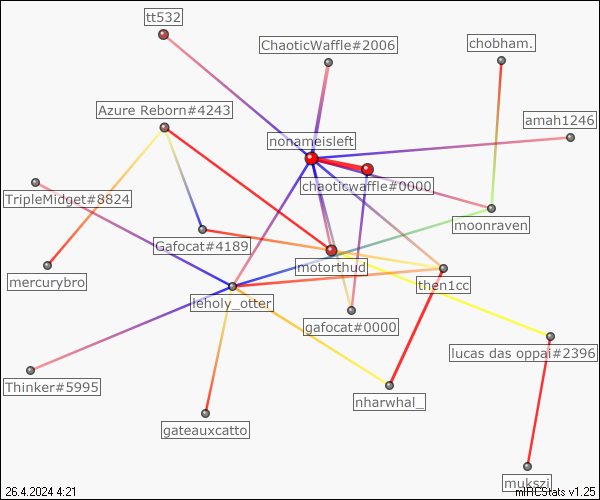 tt532
ChaoticWaffle#2006
chobham.
Azure Reborn#4243
amah1246
nonameisleft
chaoticwaffle#0000
TripleMidget#8824
moonraven
Gafocat#4189
motorthud
mercurybro
then1cc
leholy_otter
gafocat#0000
lucas das oppai#2396
Thinker#5995
nharwhal_
gateauxcatto
mukszi
26.4.2024 4:21
mIRCStats v1.25